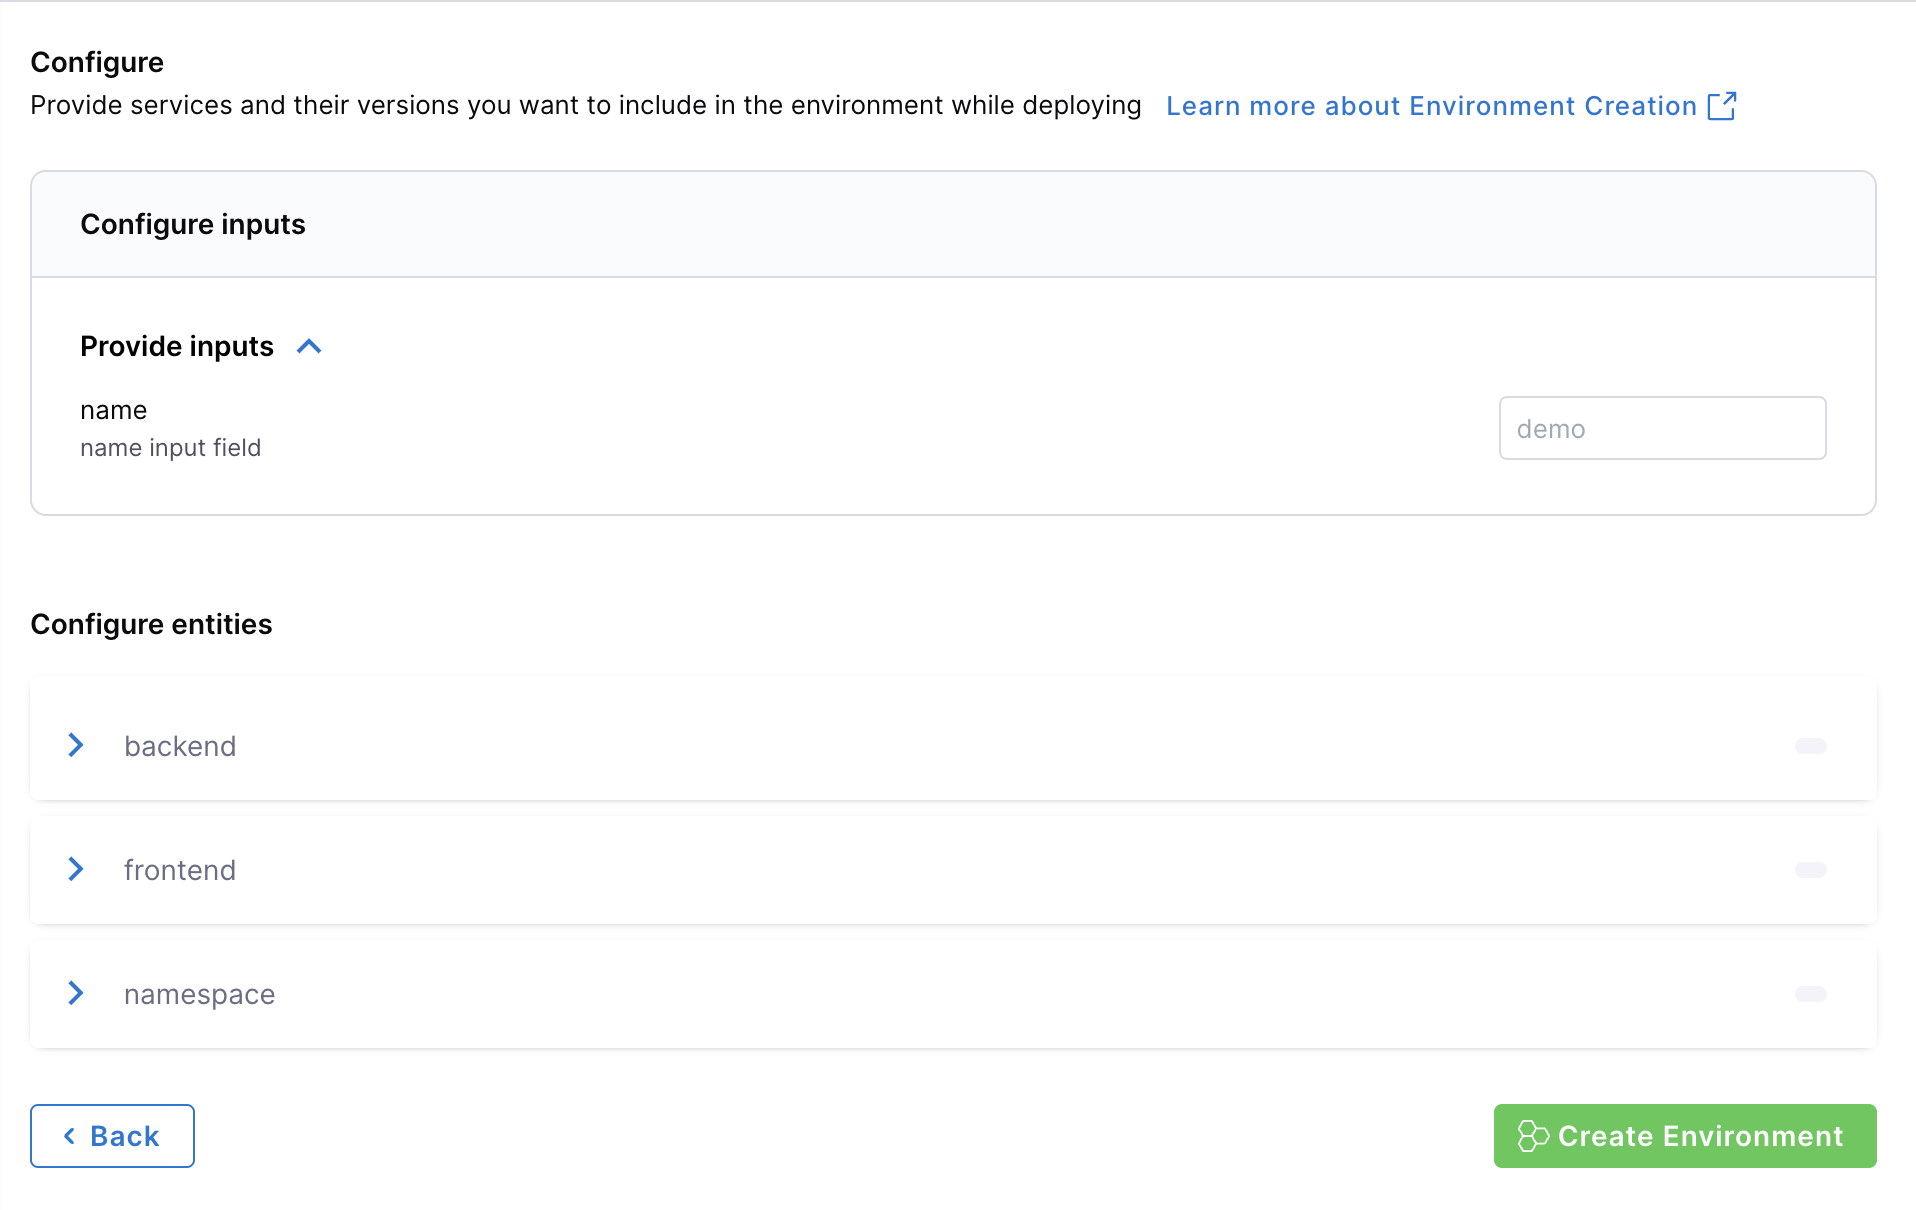 Configure
Provide services and their versions you want to include in the environment while deploying Learn more about Environment Creation
Configure inputs
Provide inputs
name
name input field
demo
Configure entities
backend
frontend
namespace
Back
Create Environment